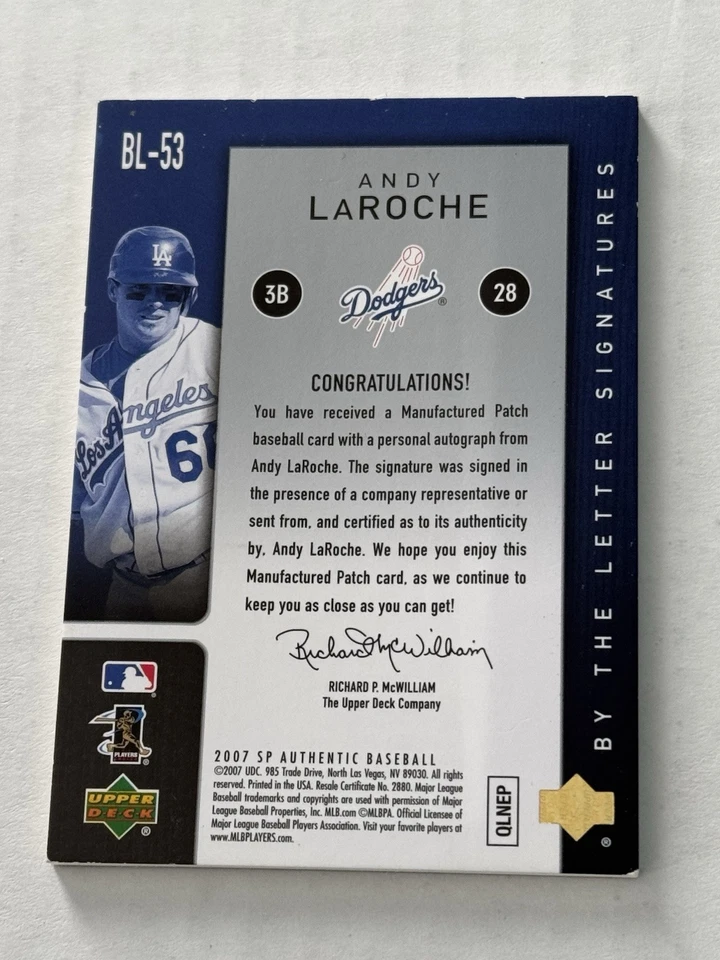 BL-53
ANDY
LAROCHE
3B
Dodgers
®
28
LA
Los Angeles
CONGRATULATIONS!
You have received a Manufactured Patch
baseball card with a personal autograph from
Andy LaRoche. The signature was signed in
the presence of a company representative or
sent from, and certified as to its authenticity
by, Andy LaRoche. We hope you enjoy this
Manufactured Patch card, as we continue to
keep you as close as you can get!
Richard P. McWilliam
RICHARD P. McWILLIAM
The Upper Deck Company
BY THE LETTER SIGNATURES
PLAYERS
UPPER
DECK
®
2007 SP AUTHENTIC BASEBALL
©2007 UDC. 985 Trade Drive, North Las Vegas, NV 89030. All rights
reserved. Printed in the USA. Resale Certificate No. 2880. Major League
Baseball trademarks and copyrights are used with permission of Major
League Baseball Properties, Inc. MLB.com ©MLBPA. Official Licensee of
Major League Baseball Players Association. Visit your favorite players at
www.MLBPLAYERS.com.
QLNEP
®